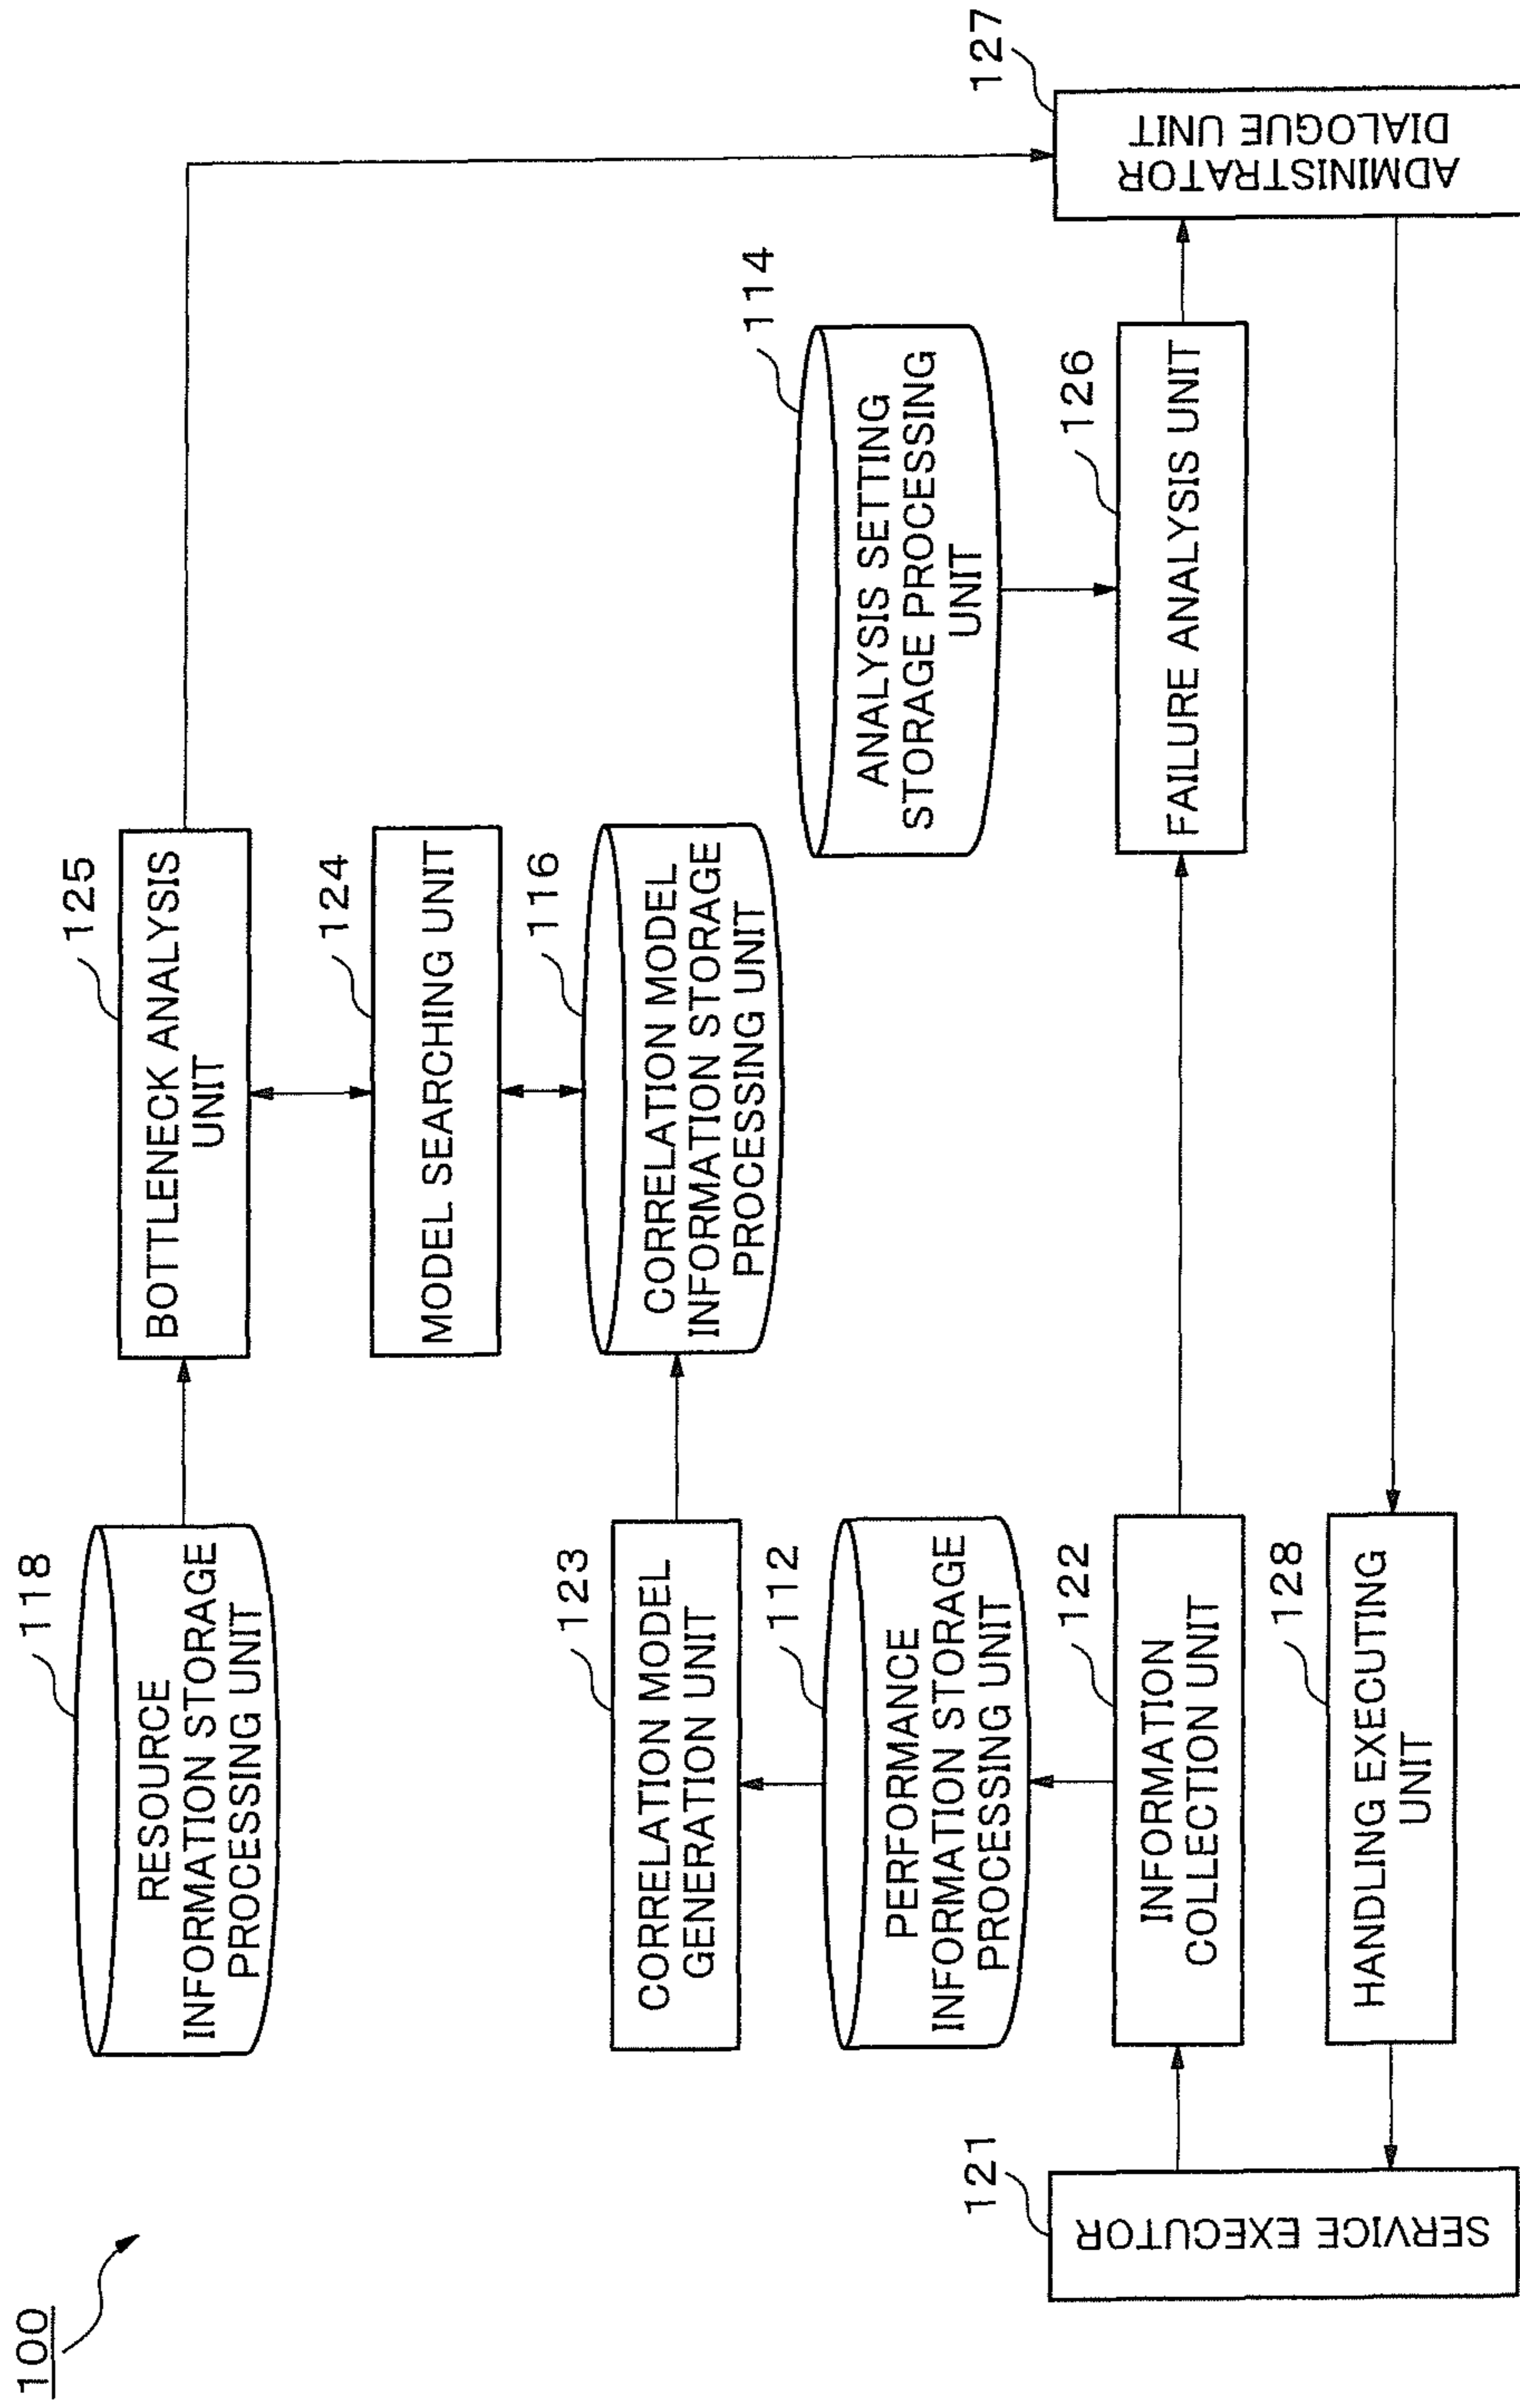 100
118
RESOURCE
INFORMATION STORAGE
PROCESSING UNIT
125
BOTTLENECK ANALYSIS
UNIT
124
MODEL SEARCHING UNIT
123
CORRELATION MODEL
GENERATION UNIT
116
CORRELATION MODEL
INFORMATION STORAGE
PROCESSING UNIT
112
PERFORMANCE
INFORMATION STORAGE
PROCESSING UNIT
114
ANALYSIS SETTING
STORAGE PROCESSING
UNIT
121
SERVICE EXECUTOR
122
INFORMATION
COLLECTION UNIT
126
FAILURE ANALYSIS UNIT
127
ADMINISTRATOR
DIALOGUE UNIT
128
HANDLING EXECUTING
UNIT